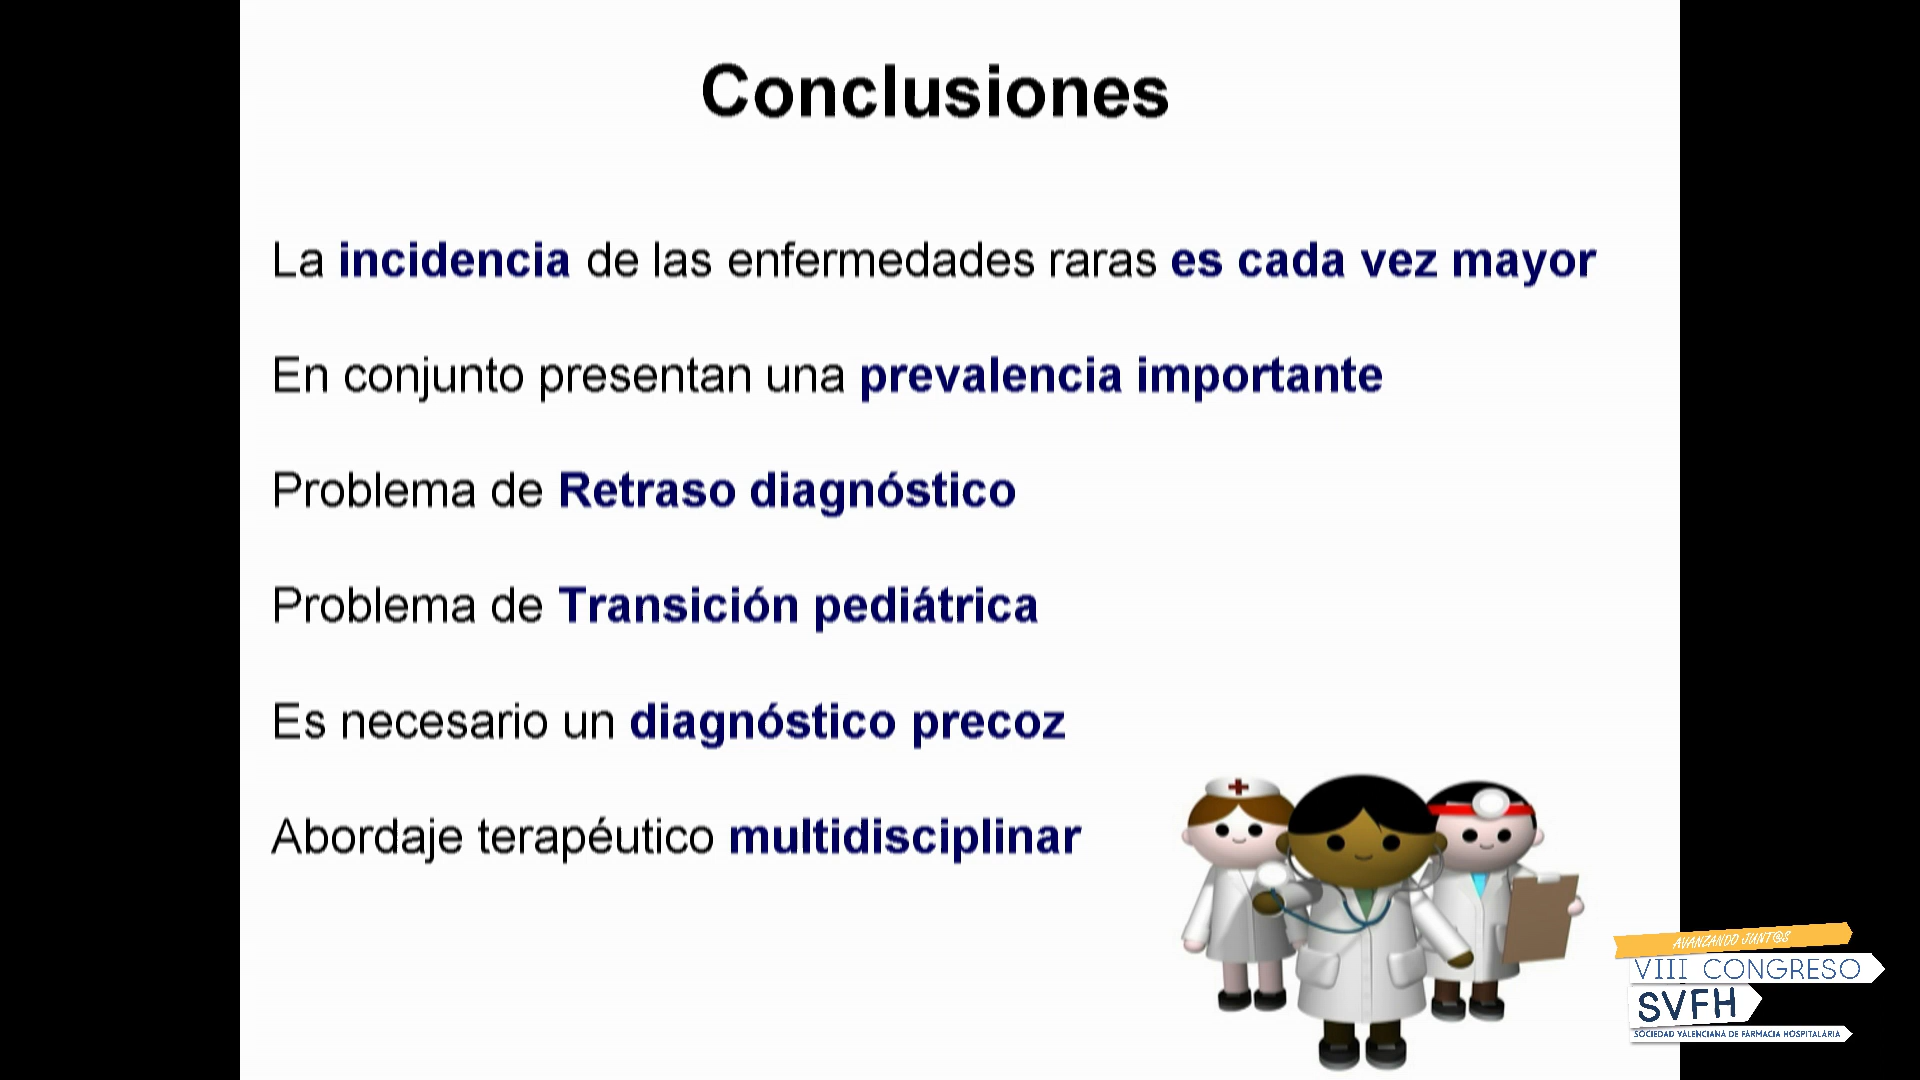 Conclusiones
La incidencia de las enfermedades raras es cada vez mayor
En conjunto presentan una prevalencia importante
Problema de Retraso diagnóstico
Problema de Transición pediátrica
Es necesario un diagnóstico precoz
Abordaje terapéutico multidisciplinar
AVANZANDO JUNT@S
VIII CONGRESO
SVFH
SOCIEDAD VALENCIANA DE FARMACIA HOSPITALARIA